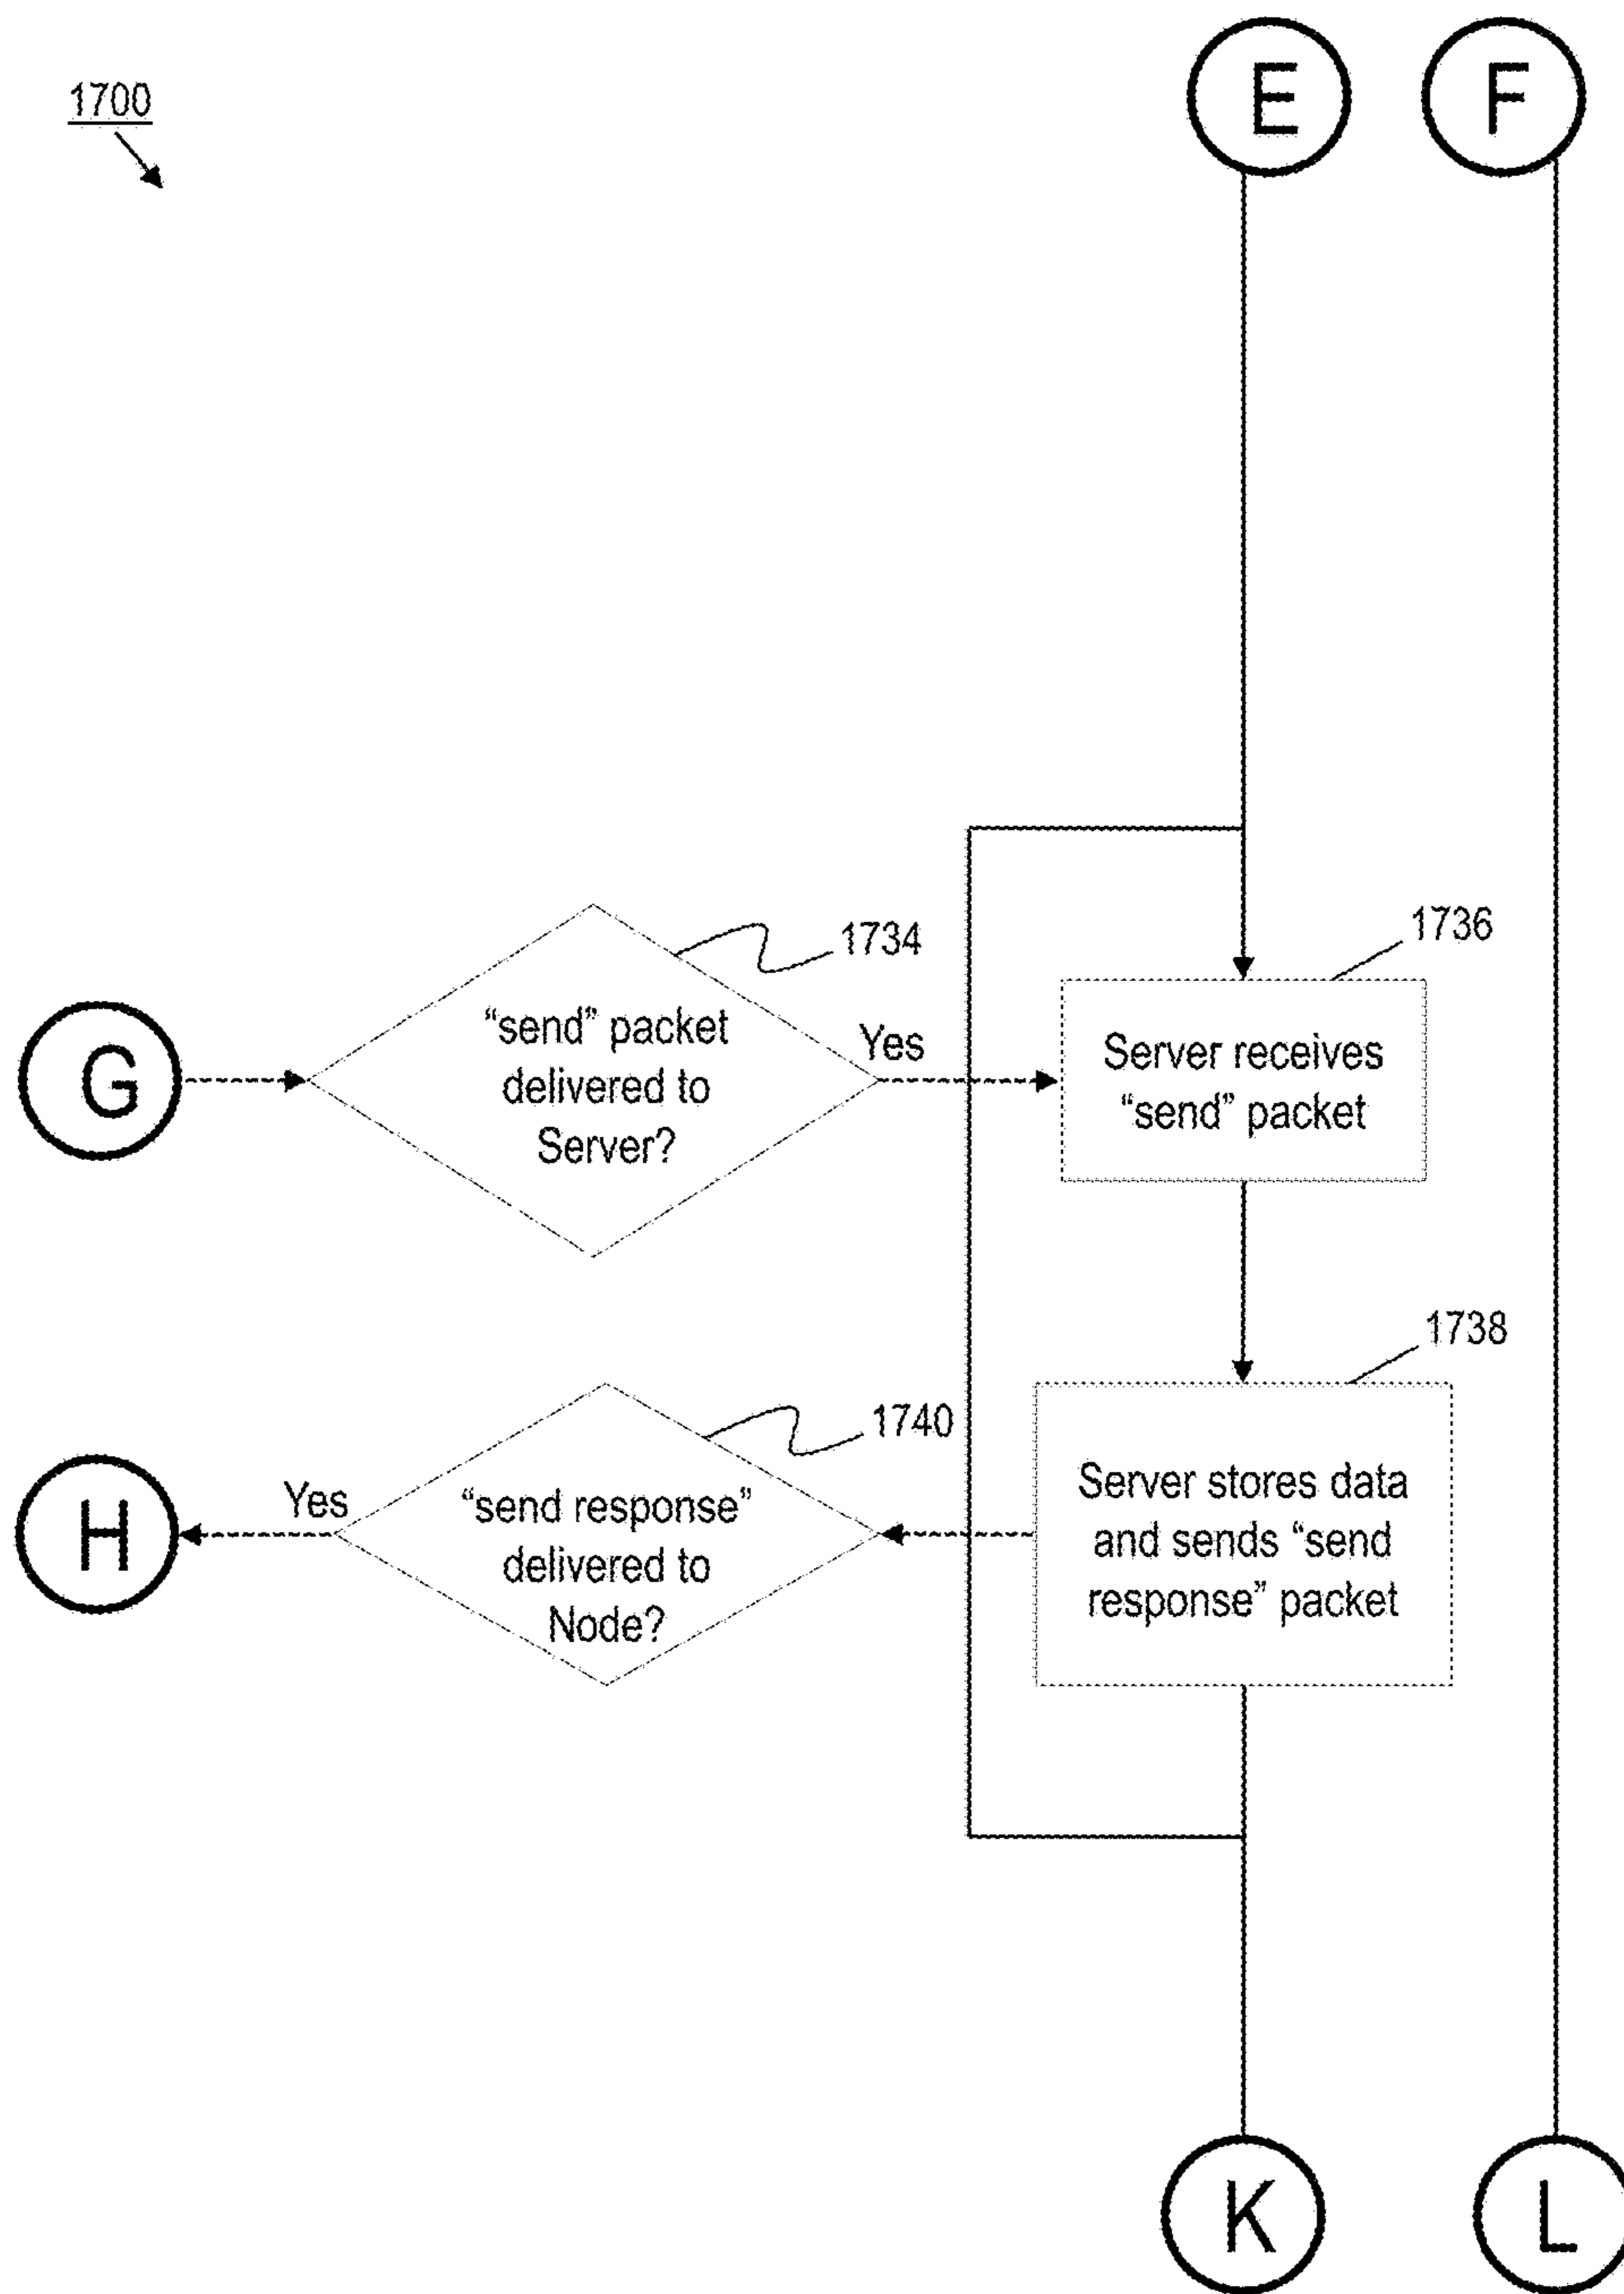 1700
E
F
1734
1736
G
“send” packet
delivered to
Server?
Yes
Server receives
“send” packet
1738
1740
H
Yes
“send response”
delivered to
Node?
Server stores data
and sends “send
response” packet
K
L